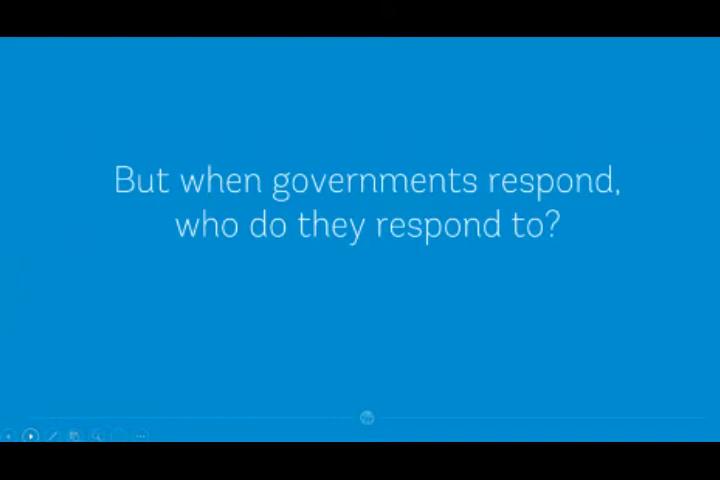 But when governments respond,
who do they respond to?